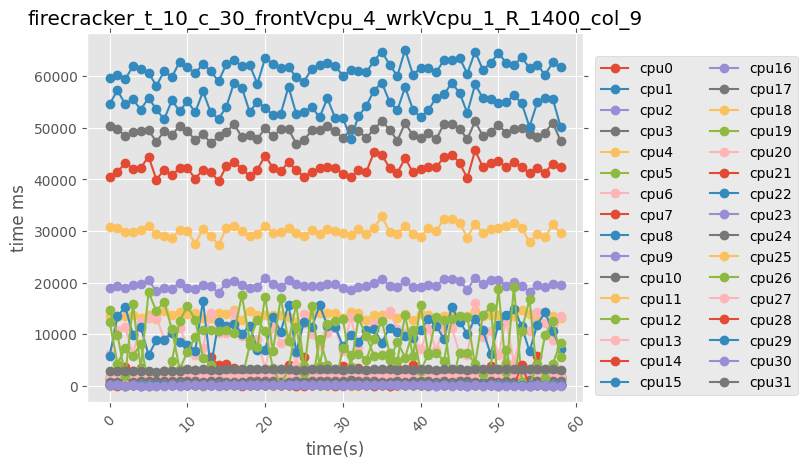 firecracker_t_10_c_30_frontVcpu_4_wrkVcpu_1_R_1400_col_9
time ms
60000
50000
40000
30000
20000
10000
0
0 10 20 30 40 50 60
time(s)
cpu0 cpu16
cpu1 cpu17
cpu2 cpu18
cpu3 cpu19
cpu4 cpu20
cpu5 cpu21
cpu6 cpu22
cpu7 cpu23
cpu8 cpu24
cpu9 cpu25
cpu10 cpu26
cpu11 cpu27
cpu12 cpu28
cpu13 cpu29
cpu14 cpu30
cpu15 cpu31